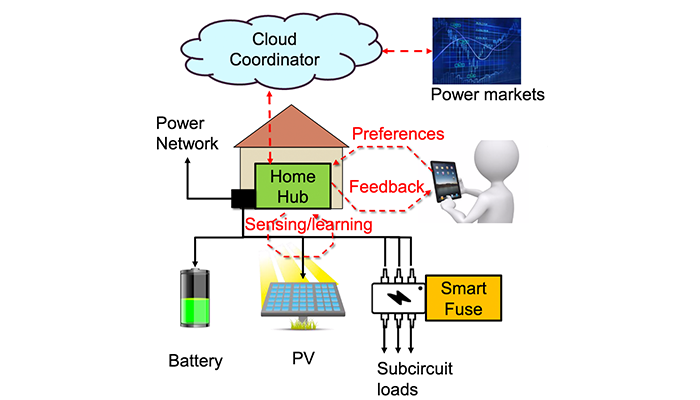 Cloud
Coordinator
Power markets
Power
Network
Preferences
Home
Hub
Feedback
Sensing/learning
Smart
Fuse
Battery
PV
Subcircuit
loads